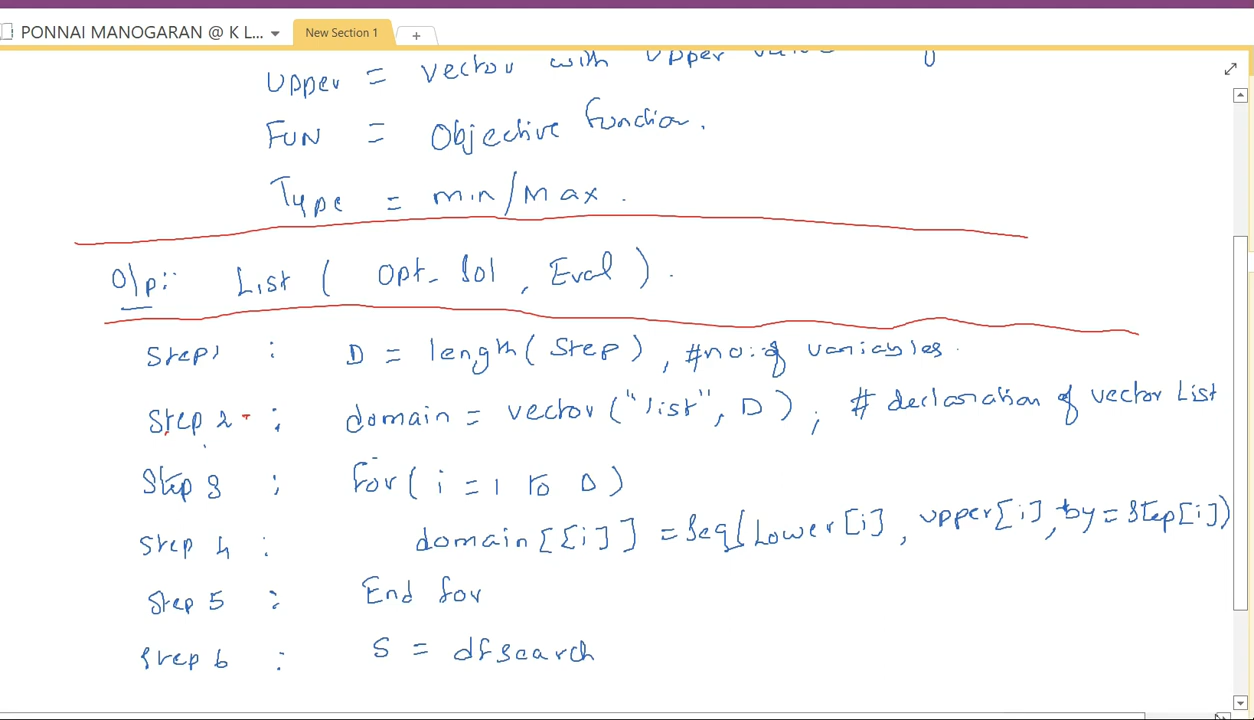 PONNAI MANOGARAN @ K L...
New Section 1
+
Upper = vector with upper
FUN = Objective function.
Type = min/Max.
O/p:: List ( Opt_Sol , Eval ) .
Step1 : D = length( Step ) , #no: of variables.
Step 2 : domain = vector("list", D ) ; # declaration of vector List
Step 3 : For( i = 1 to D )
Step 4 : domain[[i]] = Seq( Lower[i] , upper[i], by = Step[i])
Step 5 : End for
Step 6 : S = dfsearch